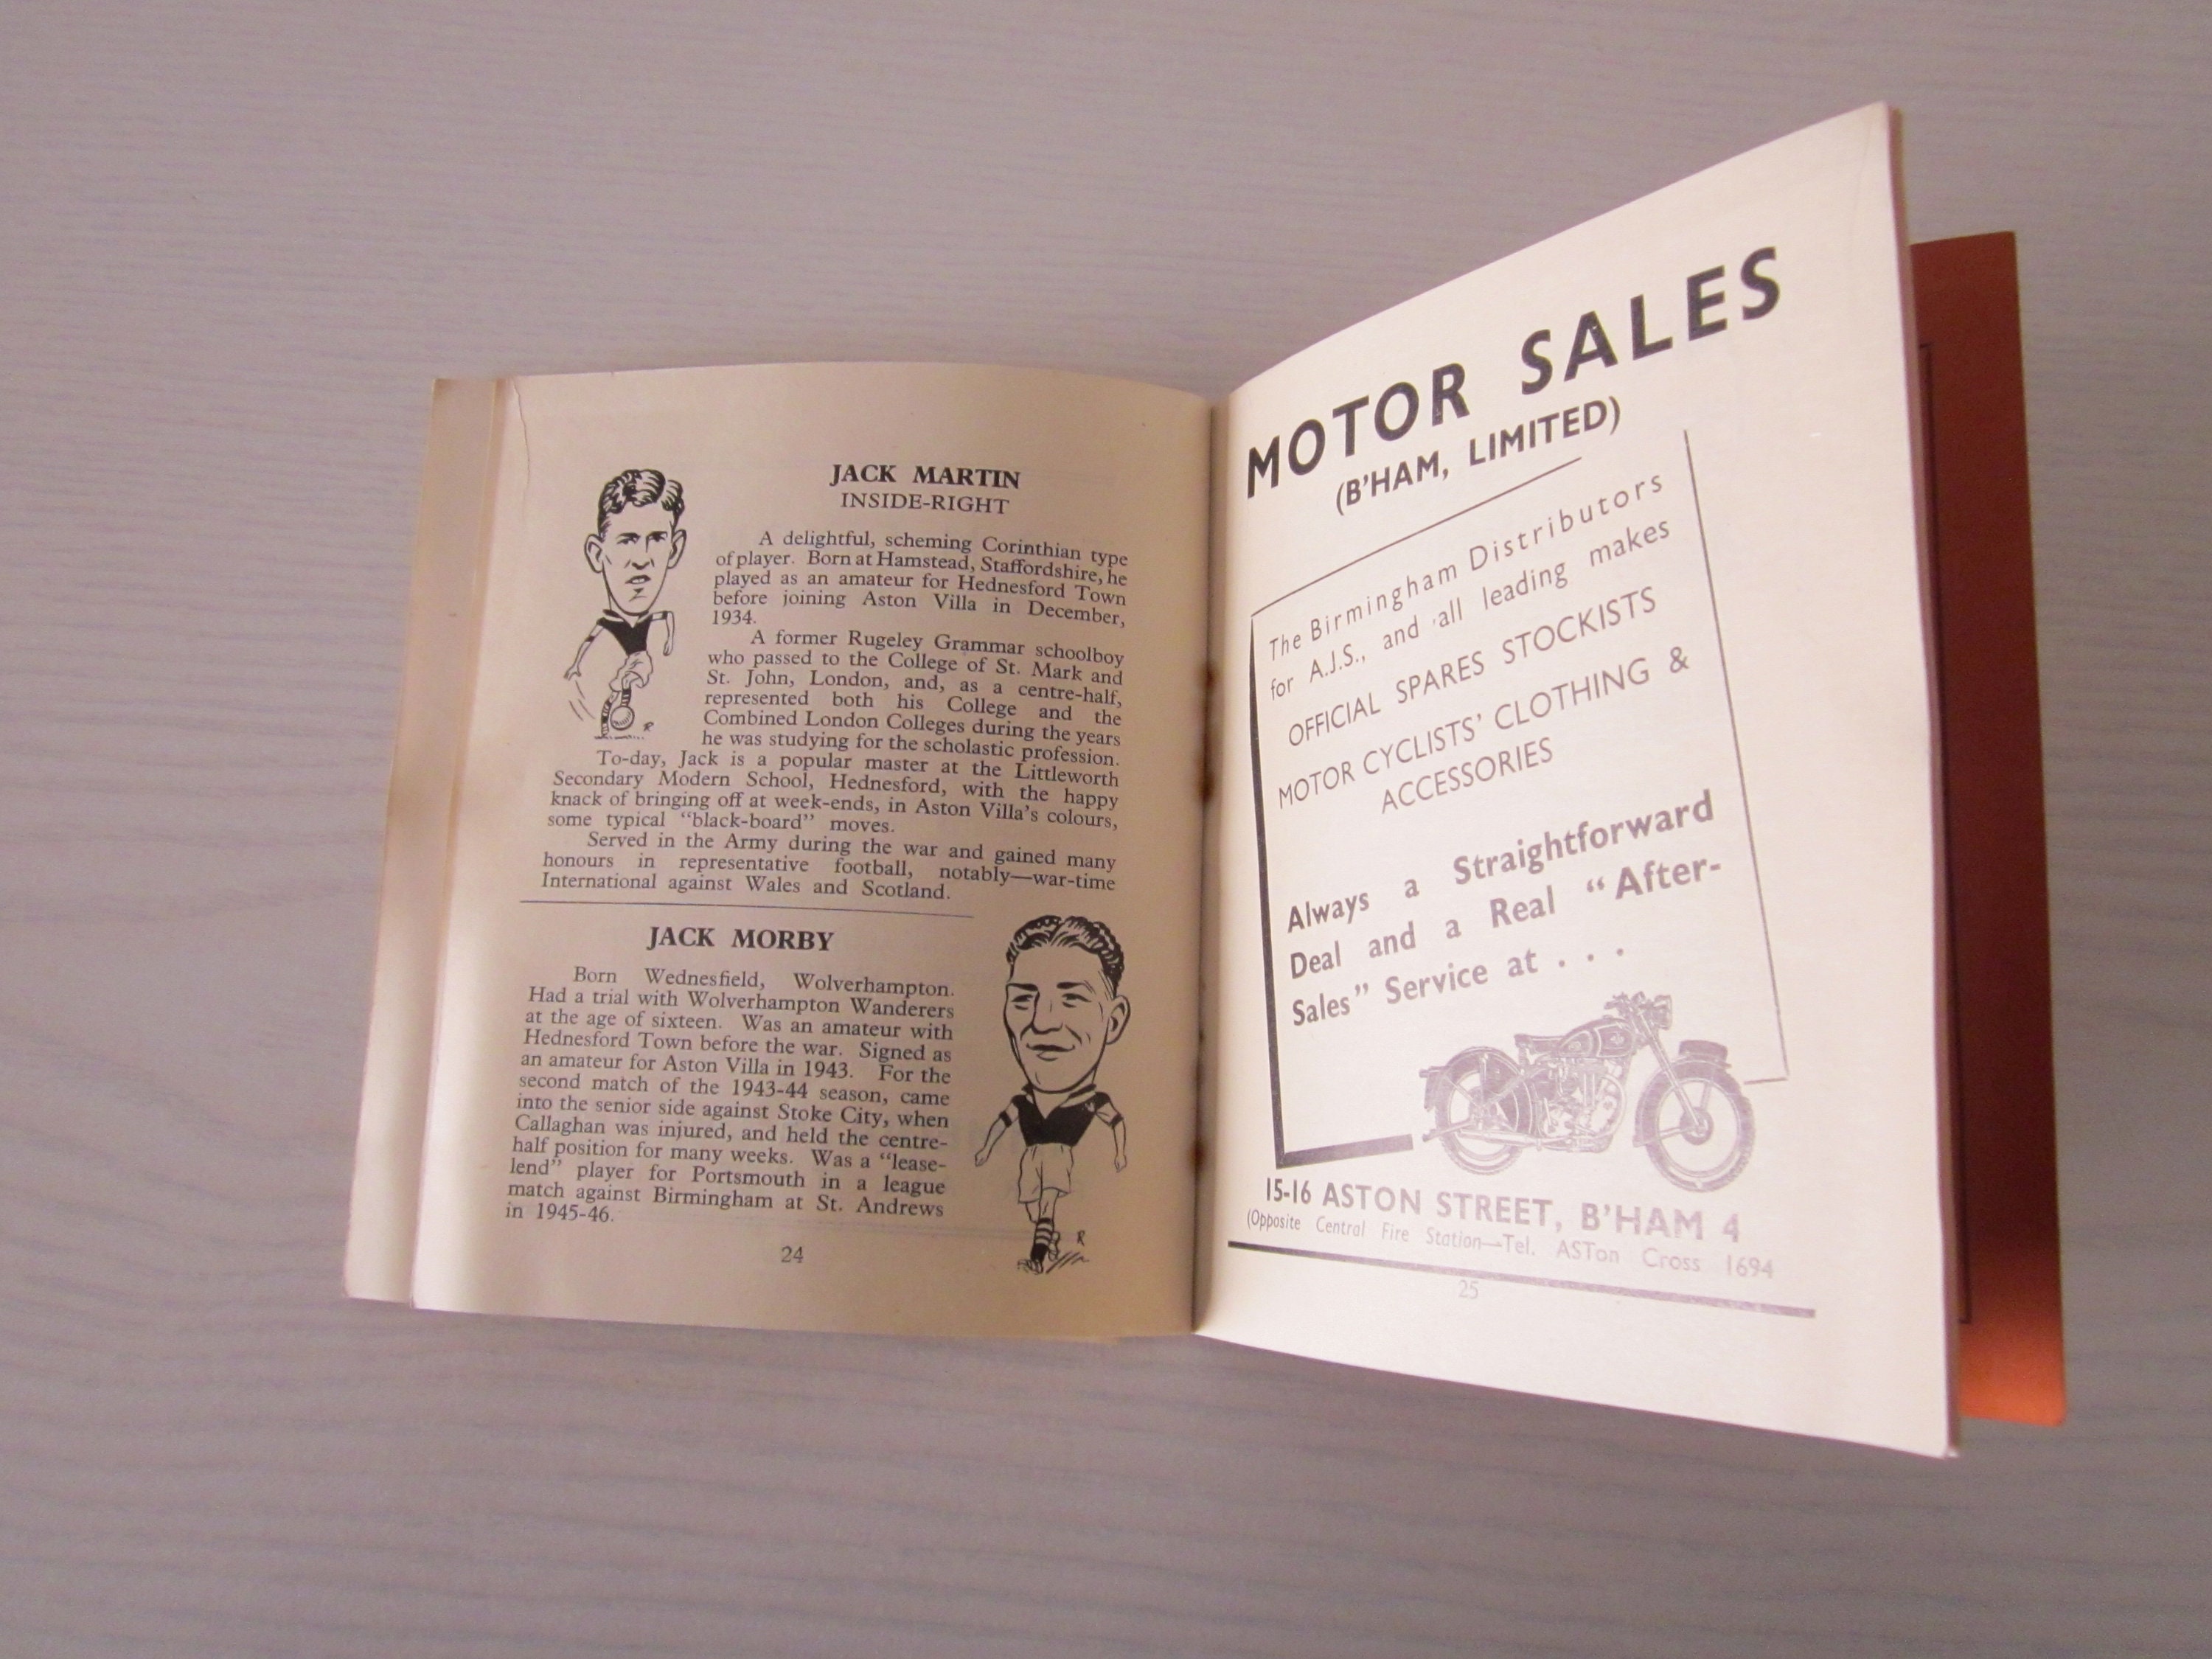 JACK MARTIN
INSIDE-RIGHT
A delightful, scheming Corinthian type
of player. Born at Hamstead, Staffordshire, he
played as an amateur for Hednesford Town
before joining Aston Villa in December,
1934.
A former Rugeley Grammar schoolboy
who passed to the College of St. Mark and
St. John, London, and, as a centre-half,
represented both his College and the
Combined London Colleges during the years
he was studying for the scholastic profession.
To-day, Jack is a popular master at the Littleworth
Secondary Modern School, Hednesford, with the happy
knack of bringing off at week-ends, in Aston Villa's colours,
some typical "black-board" moves.
Served in the Army during the war and gained many
honours in representative football, notably—war-time
International against Wales and Scotland.
JACK MORBY
Born Wednesfield, Wolverhampton.
Had a trial with Wolverhampton Wanderers
at the age of sixteen. Was an amateur with
Hednesford Town before the war. Signed as
an amateur for Aston Villa in 1943. For the
second match of the 1943-44 season, came
into the senior side against Stoke City, when
Callaghan was injured, and held the centre-
half position for many weeks. Was a "lease-
lend" player for Portsmouth in a league
match against Birmingham at St. Andrews
in 1945-46.
24
MOTOR SALES
(B'HAM, LIMITED)
The Birmingham Distributors
for A.J.S., and all leading makes
OFFICIAL SPARES STOCKISTS
MOTOR CYCLISTS' CLOTHING &
ACCESSORIES
Always a Straightforward
Deal and a Real "After-
Sales" Service at . . .
15-16 ASTON STREET, B'HAM 4
(Opposite Central Fire Station—Tel. ASTon Cross 1694
25